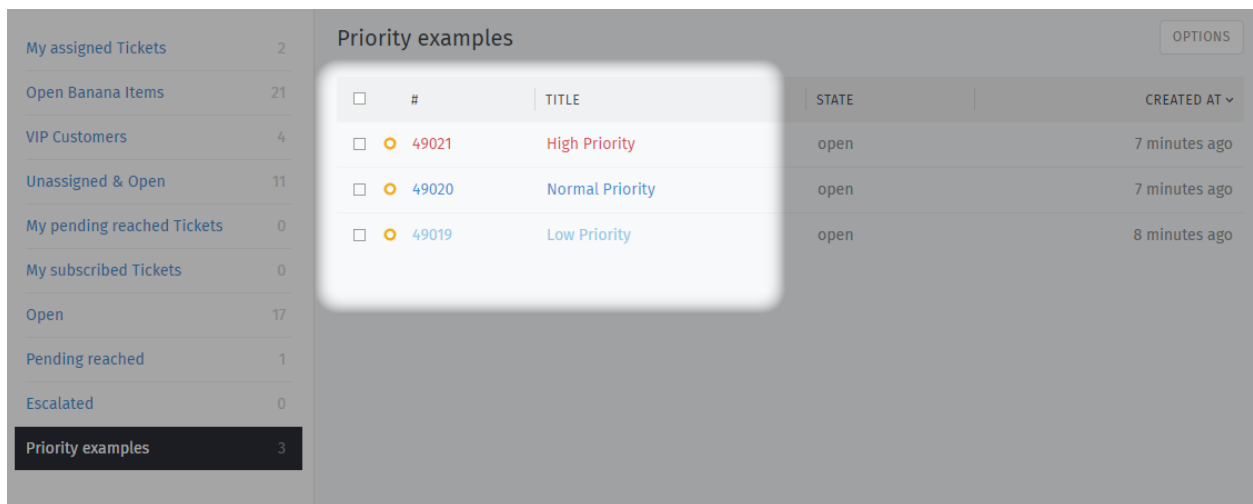 My assigned Tickets 2
Open Banana Items 21
VIP Customers 4
Unassigned & Open 11
My pending reached Tickets 0
My subscribed Tickets 0
Open 17
Pending reached 1
Escalated 0
Priority examples 3
Priority examples
OPTIONS
# TITLE STATE CREATED AT
49021 High Priority open 7 minutes ago
49020 Normal Priority open 7 minutes ago
49019 Low Priority open 8 minutes ago